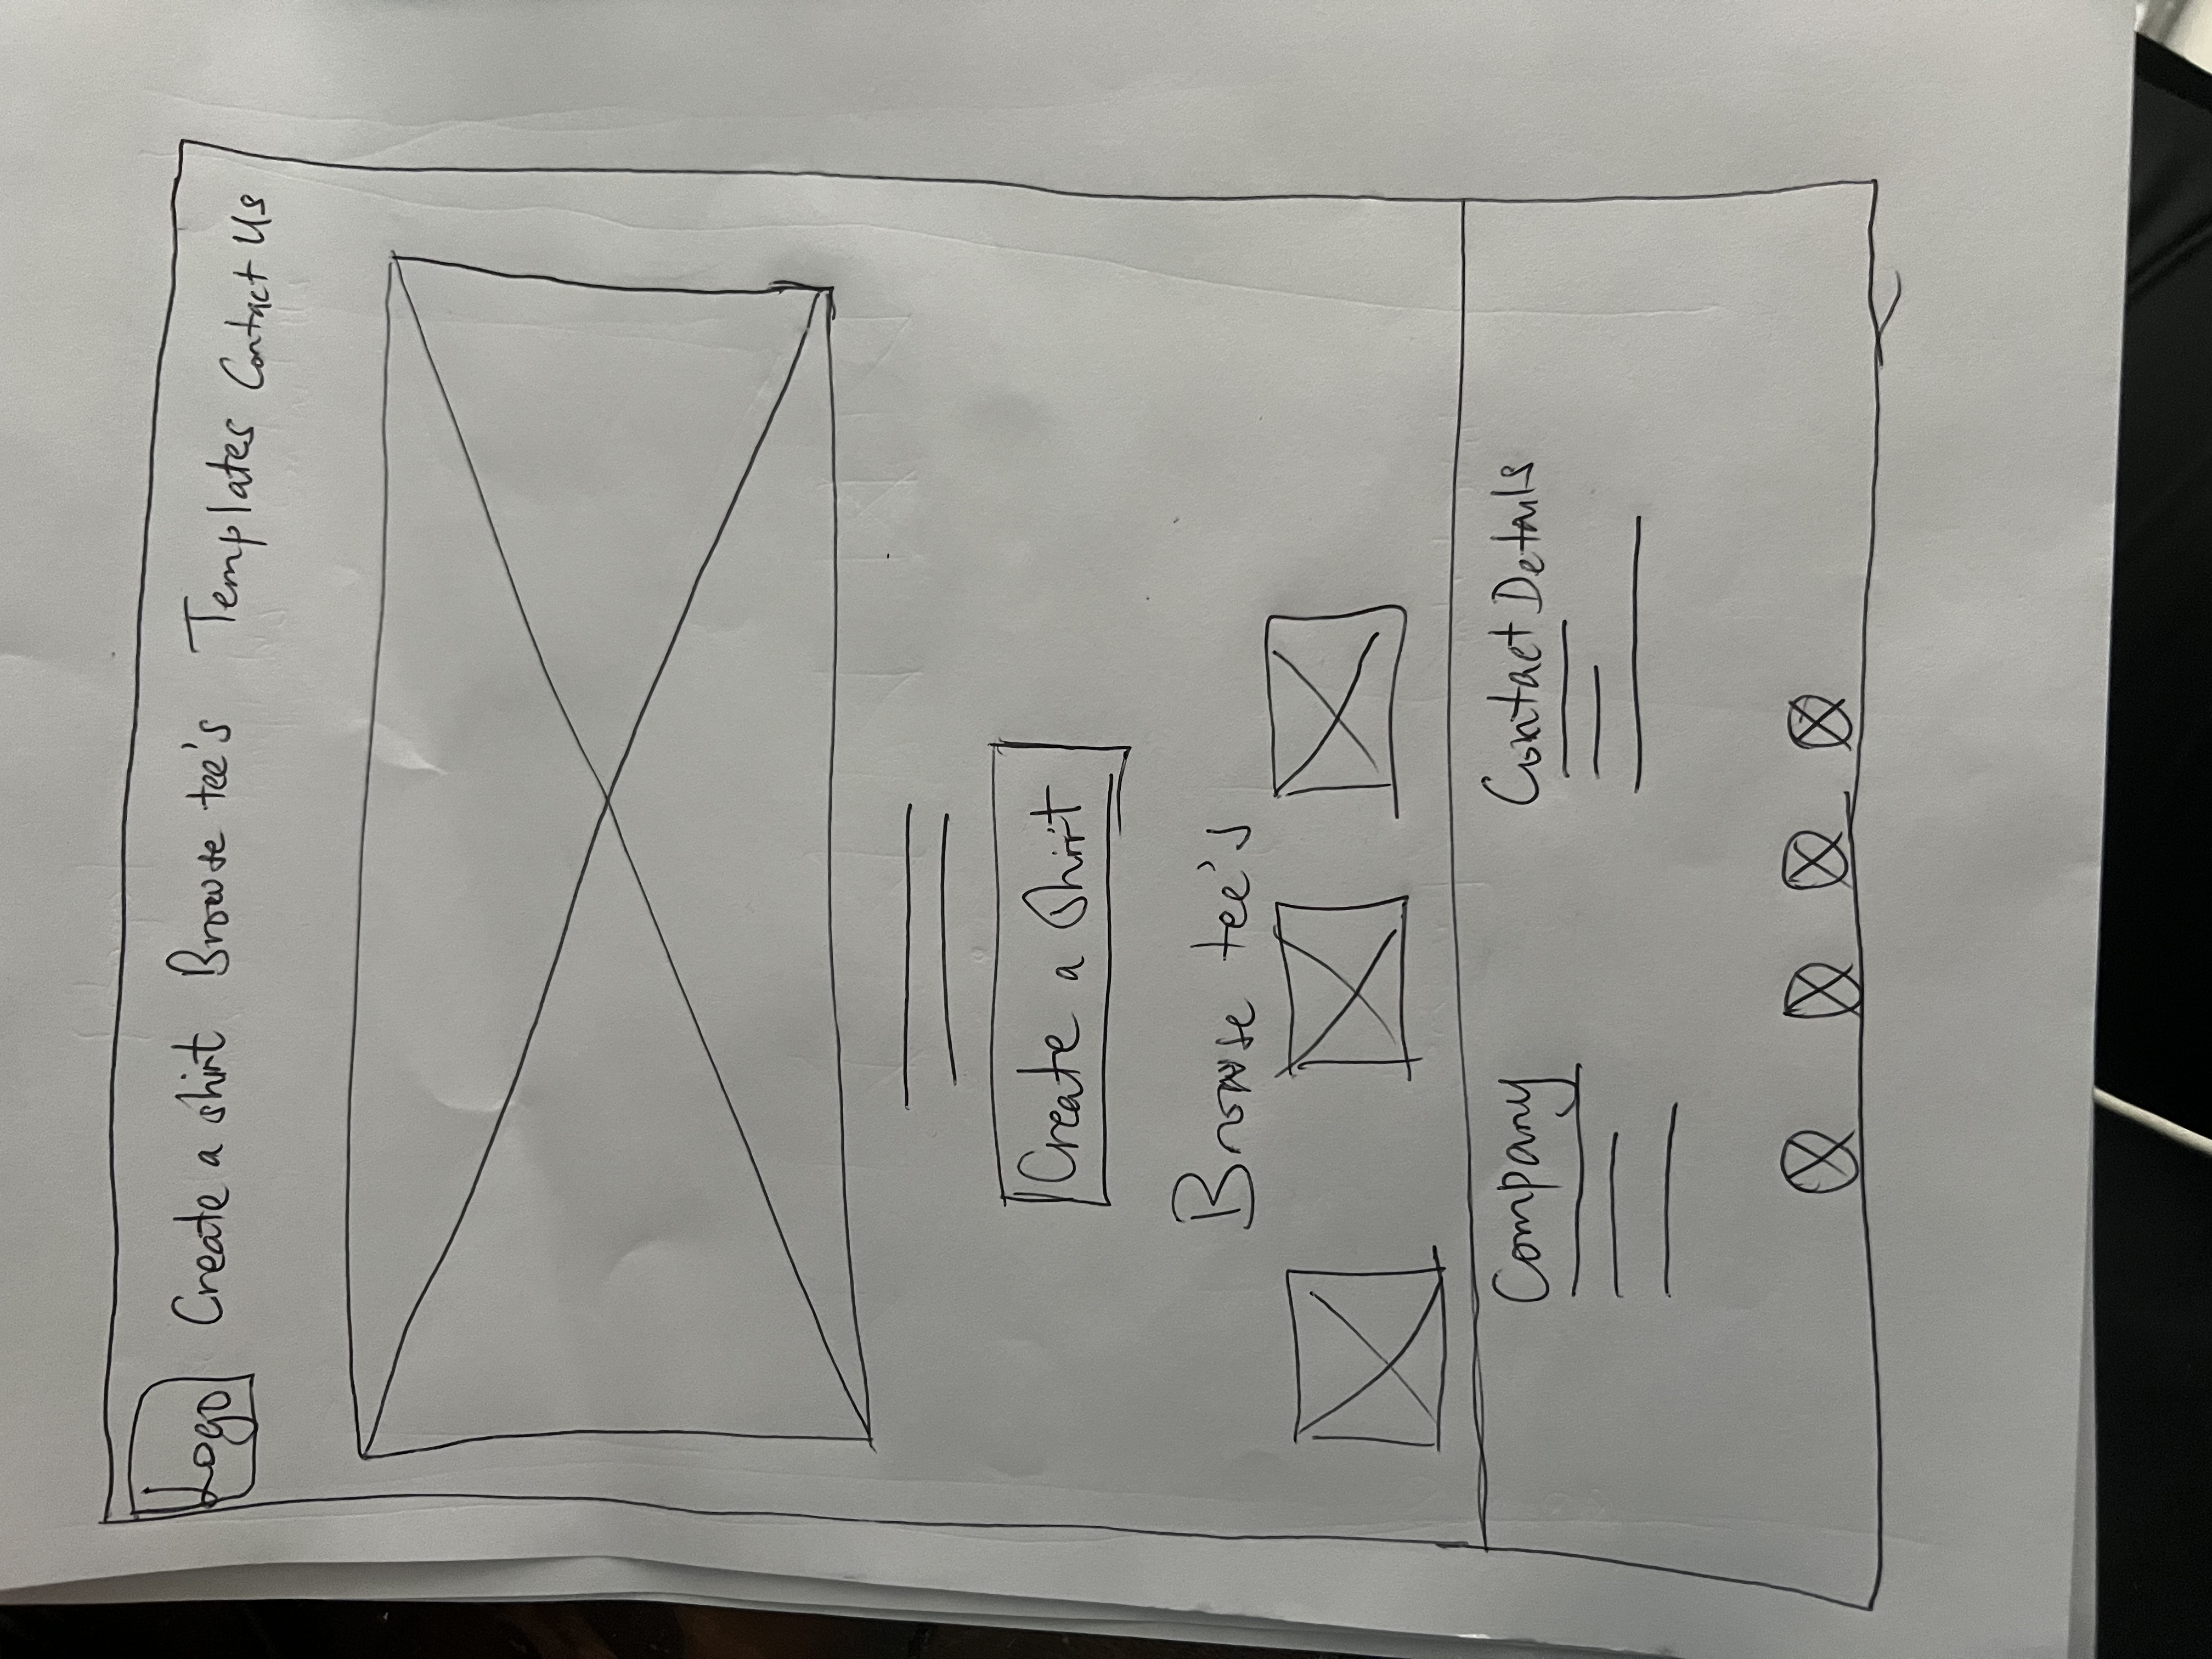 Logo Create a shirt Browse tee's Templates Contact Us
Create a Shirt
Browse tee's
Company Contact Details